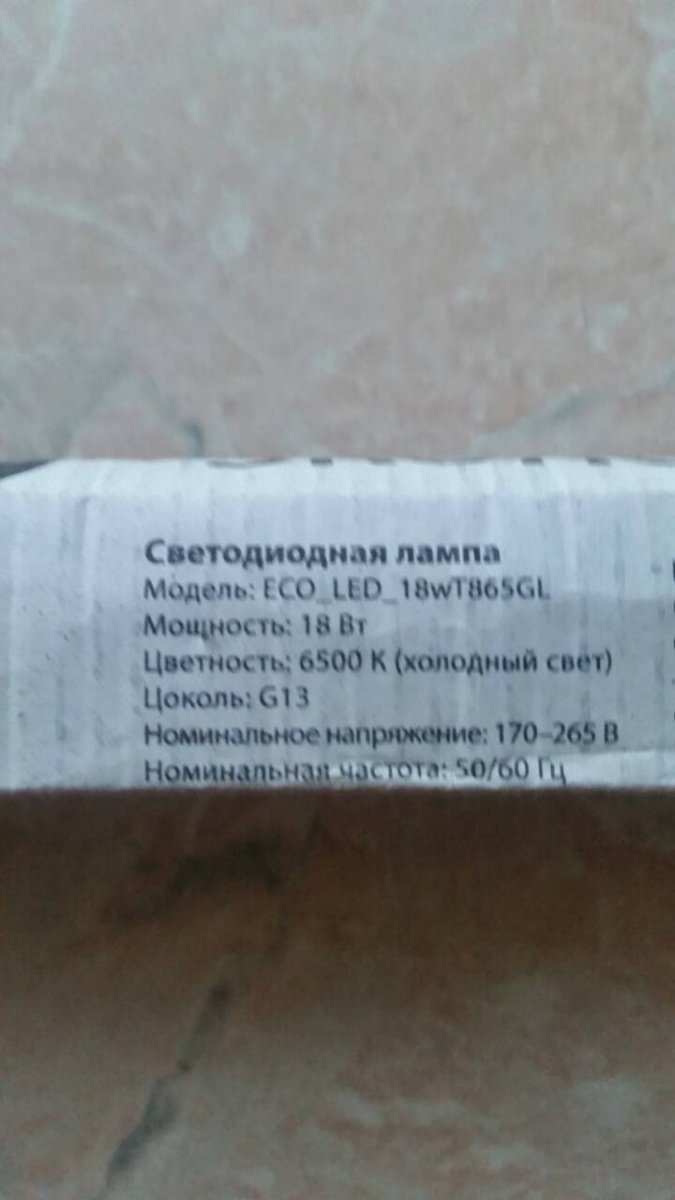 Светодиодная лампа
Модель: ECO_LED_18wT865GL
Мощность: 18 Вт
Цветность: 6500 К (холодный свет)
Цоколь: G13
Номинальное напряжение: 170-265 В
Номинальная частота: 50/60 Гц